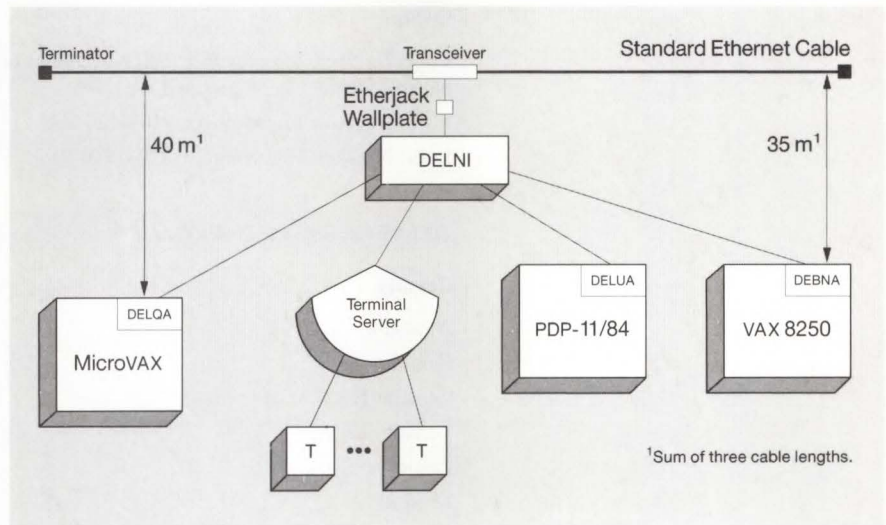 Terminator
Transceiver
Standard Ethernet Cable
Etherjack
Wallplate
40 m¹
35 m¹
DELNI
DELQA
MicroVAX
Terminal
Server
DELUA
PDP-11/84
DEBNA
VAX 8250
T ••• T
¹Sum of three cable lengths.